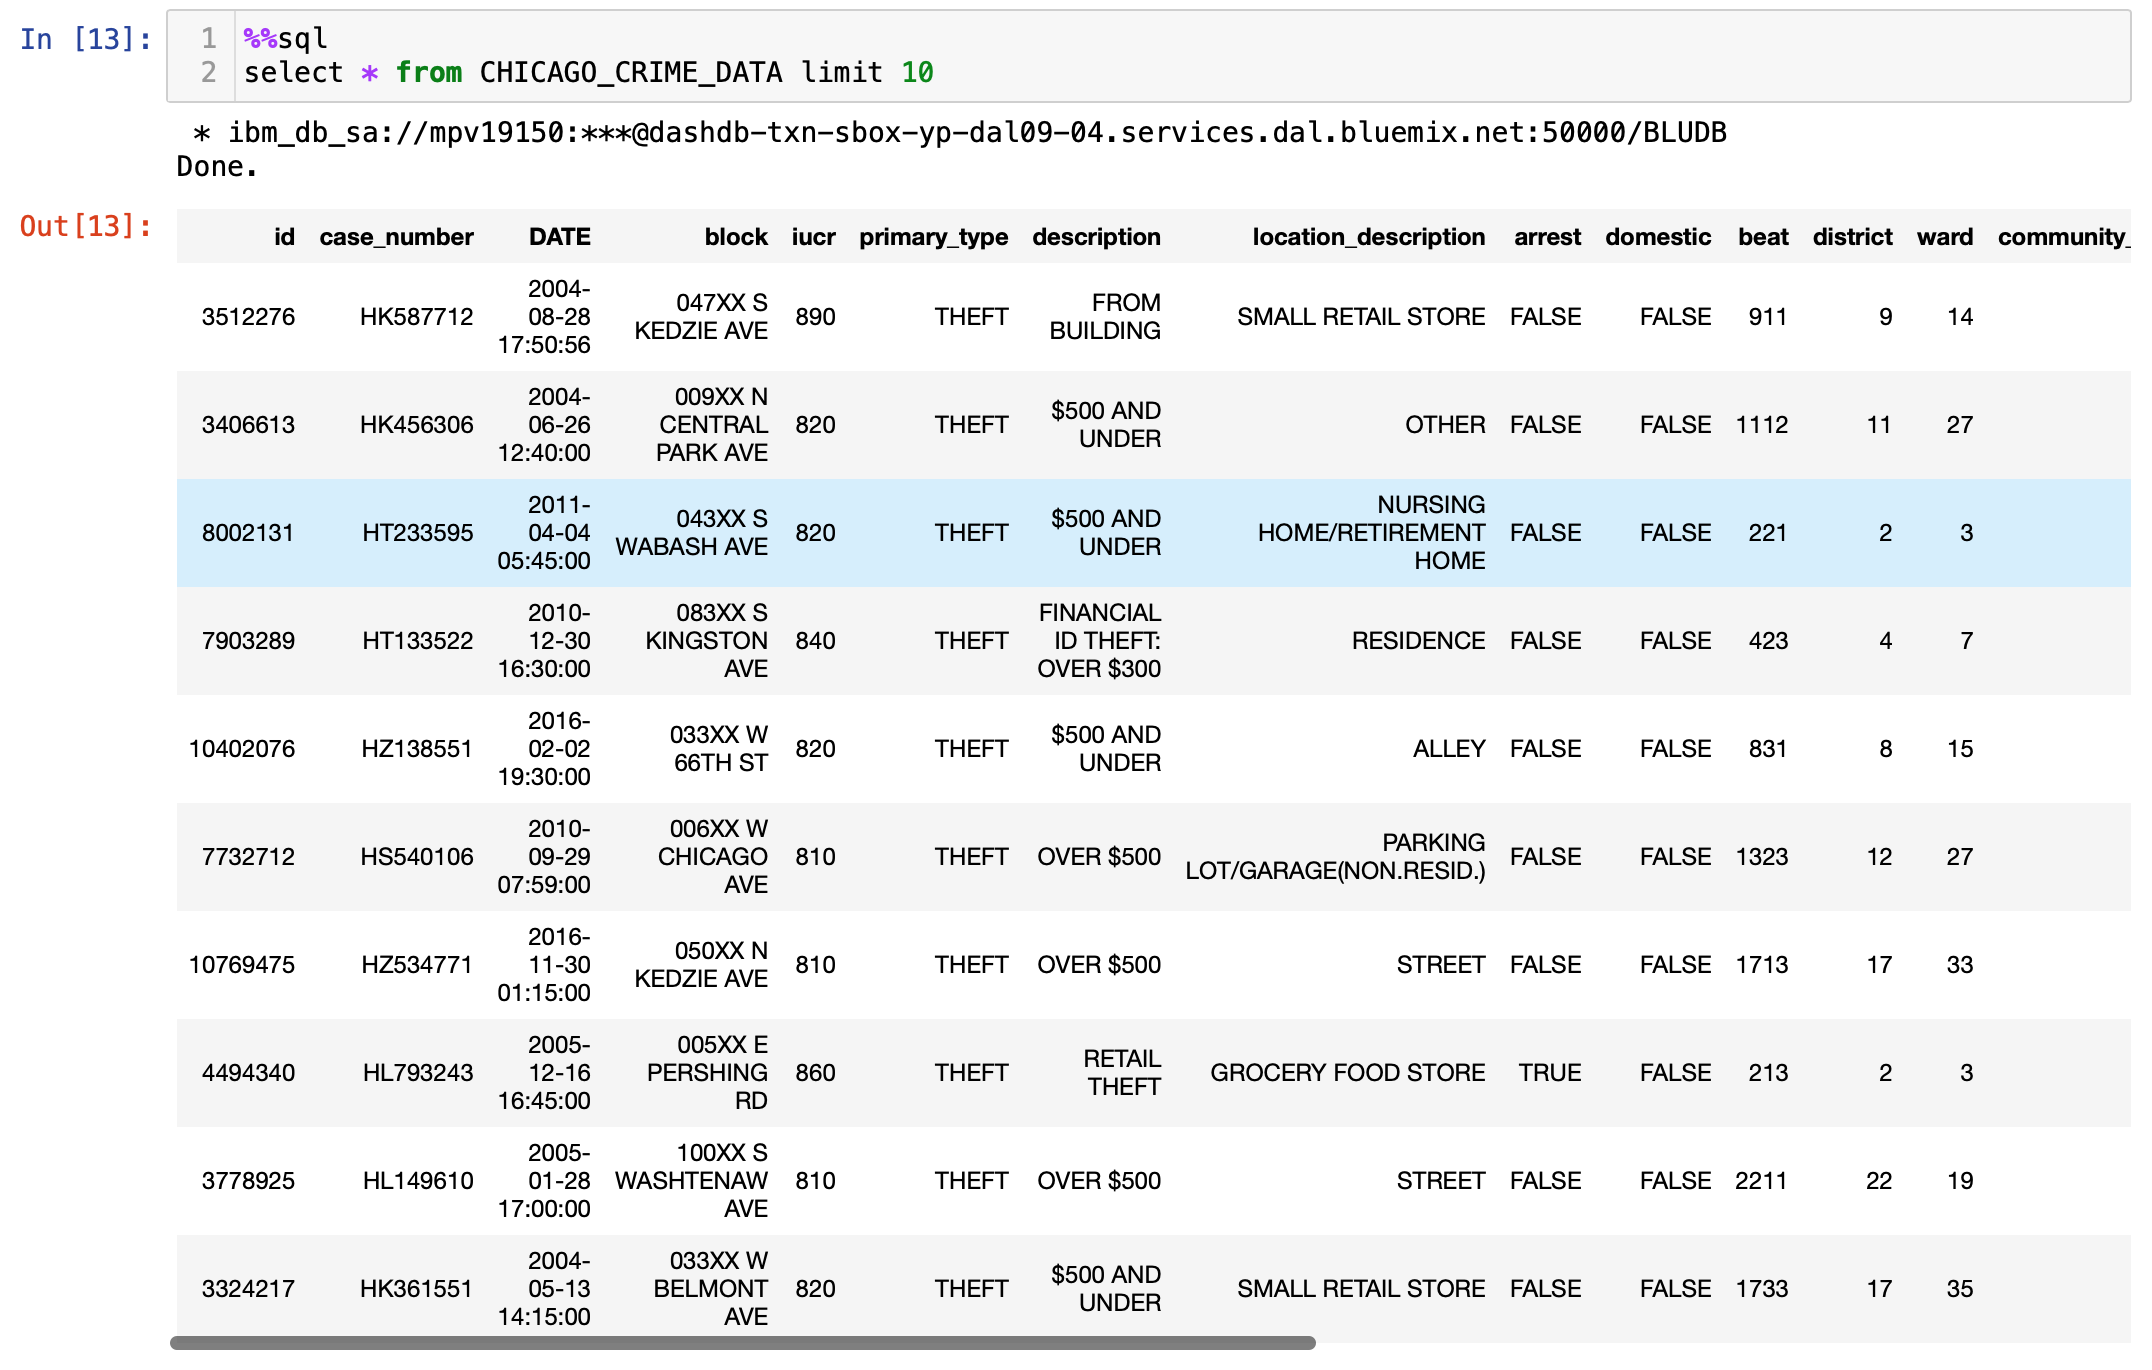 In [13]:
1 %%sql
2 select * from CHICAGO_CRIME_DATA limit 10
* ibm_db_sa://mpv19150:***@dashdb-txn-sbox-yp-dal09-04.services.dal.bluemix.net:50000/BLUDB
Done.
Out[13]:
id case_number DATE block iucr primary_type description location_description arrest domestic beat district ward community_
3512276 HK587712 2004-08-28 17:50:56 047XX S KEDZIE AVE 890 THEFT FROM BUILDING SMALL RETAIL STORE FALSE FALSE 911 9 14
3406613 HK456306 2004-06-26 12:40:00 009XX N CENTRAL PARK AVE 820 THEFT $500 AND UNDER OTHER FALSE FALSE 1112 11 27
8002131 HT233595 2011-04-04 05:45:00 043XX S WABASH AVE 820 THEFT $500 AND UNDER NURSING HOME/RETIREMENT HOME FALSE FALSE 221 2 3
7903289 HT133522 2010-12-30 16:30:00 083XX S KINGSTON AVE 840 THEFT FINANCIAL ID THEFT: OVER $300 RESIDENCE FALSE FALSE 423 4 7
10402076 HZ138551 2016-02-02 19:30:00 033XX W 66TH ST 820 THEFT $500 AND UNDER ALLEY FALSE FALSE 831 8 15
7732712 HS540106 2010-09-29 07:59:00 006XX W CHICAGO AVE 810 THEFT OVER $500 PARKING LOT/GARAGE(NON.RESID.) FALSE FALSE 1323 12 27
10769475 HZ534771 2016-11-30 01:15:00 050XX N KEDZIE AVE 810 THEFT OVER $500 STREET FALSE FALSE 1713 17 33
4494340 HL793243 2005-12-16 16:45:00 005XX E PERSHING RD 860 THEFT RETAIL THEFT GROCERY FOOD STORE TRUE FALSE 213 2 3
3778925 HL149610 2005-01-28 17:00:00 100XX S WASHTENAW AVE 810 THEFT OVER $500 STREET FALSE FALSE 2211 22 19
3324217 HK361551 2004-05-13 14:15:00 033XX W BELMONT AVE 820 THEFT $500 AND UNDER SMALL RETAIL STORE FALSE FALSE 1733 17 35